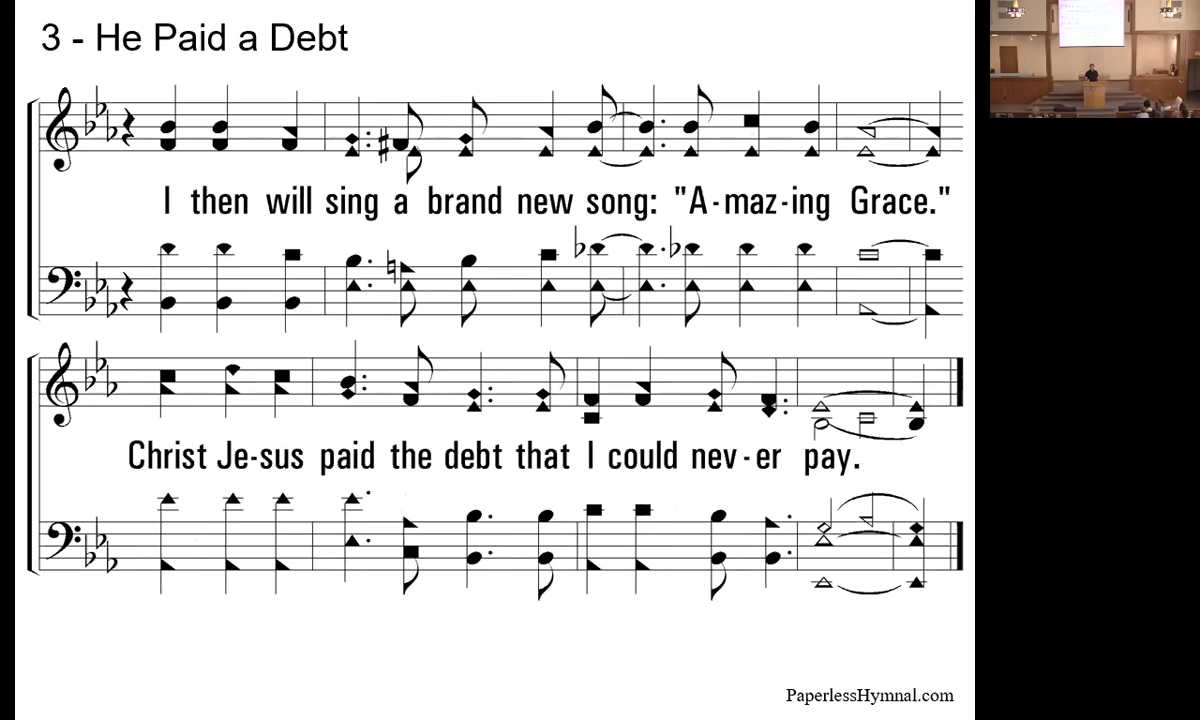 3 - He Paid a Debt
I then will sing a brand new song: "A-maz-ing Grace."
Christ Je-sus paid the debt that I could nev-er pay.
PaperlessHymnal.com